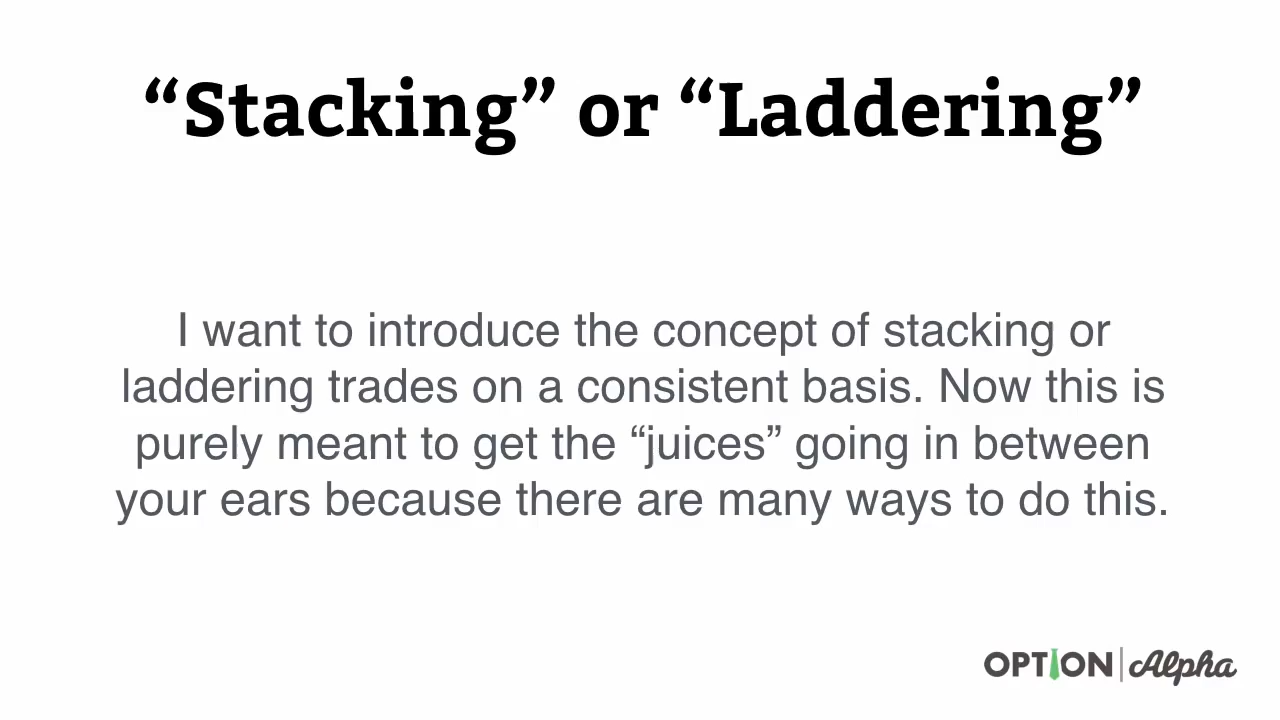 “Stacking” or “Laddering”
I want to introduce the concept of stacking or
laddering trades on a consistent basis. Now this is
purely meant to get the “juices” going in between
your ears because there are many ways to do this.
OPTION | Alpha